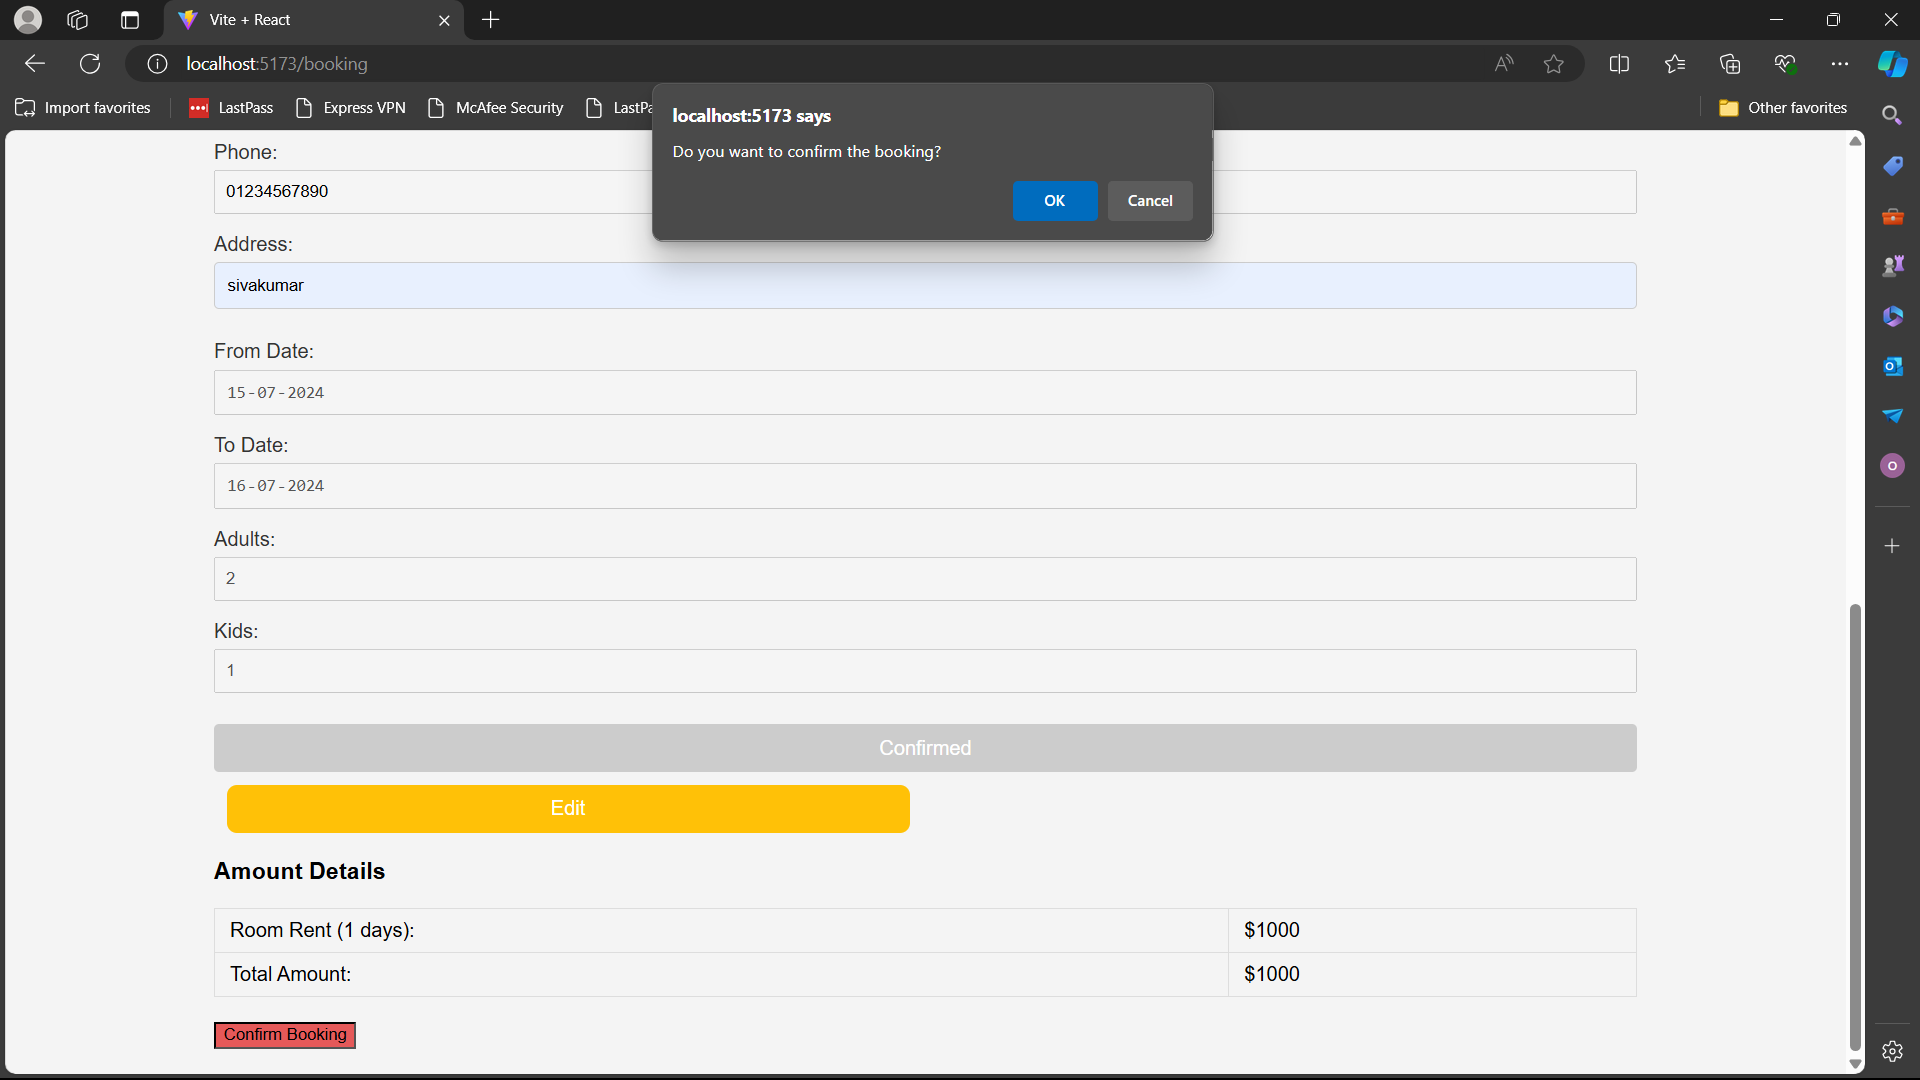 Vite + React
localhost:5173/booking
Import favorites
LastPass
Express VPN
McAfee Security
LastPa
Other favorites
localhost:5173 says
Do you want to confirm the booking?
OK
Cancel
Phone:
01234567890
Address:
sivakumar
From Date:
15-07-2024
To Date:
16-07-2024
Adults:
2
Kids:
1
Confirmed
Edit
Amount Details
Room Rent (1 days): $1000
Total Amount: $1000
Confirm Booking
O